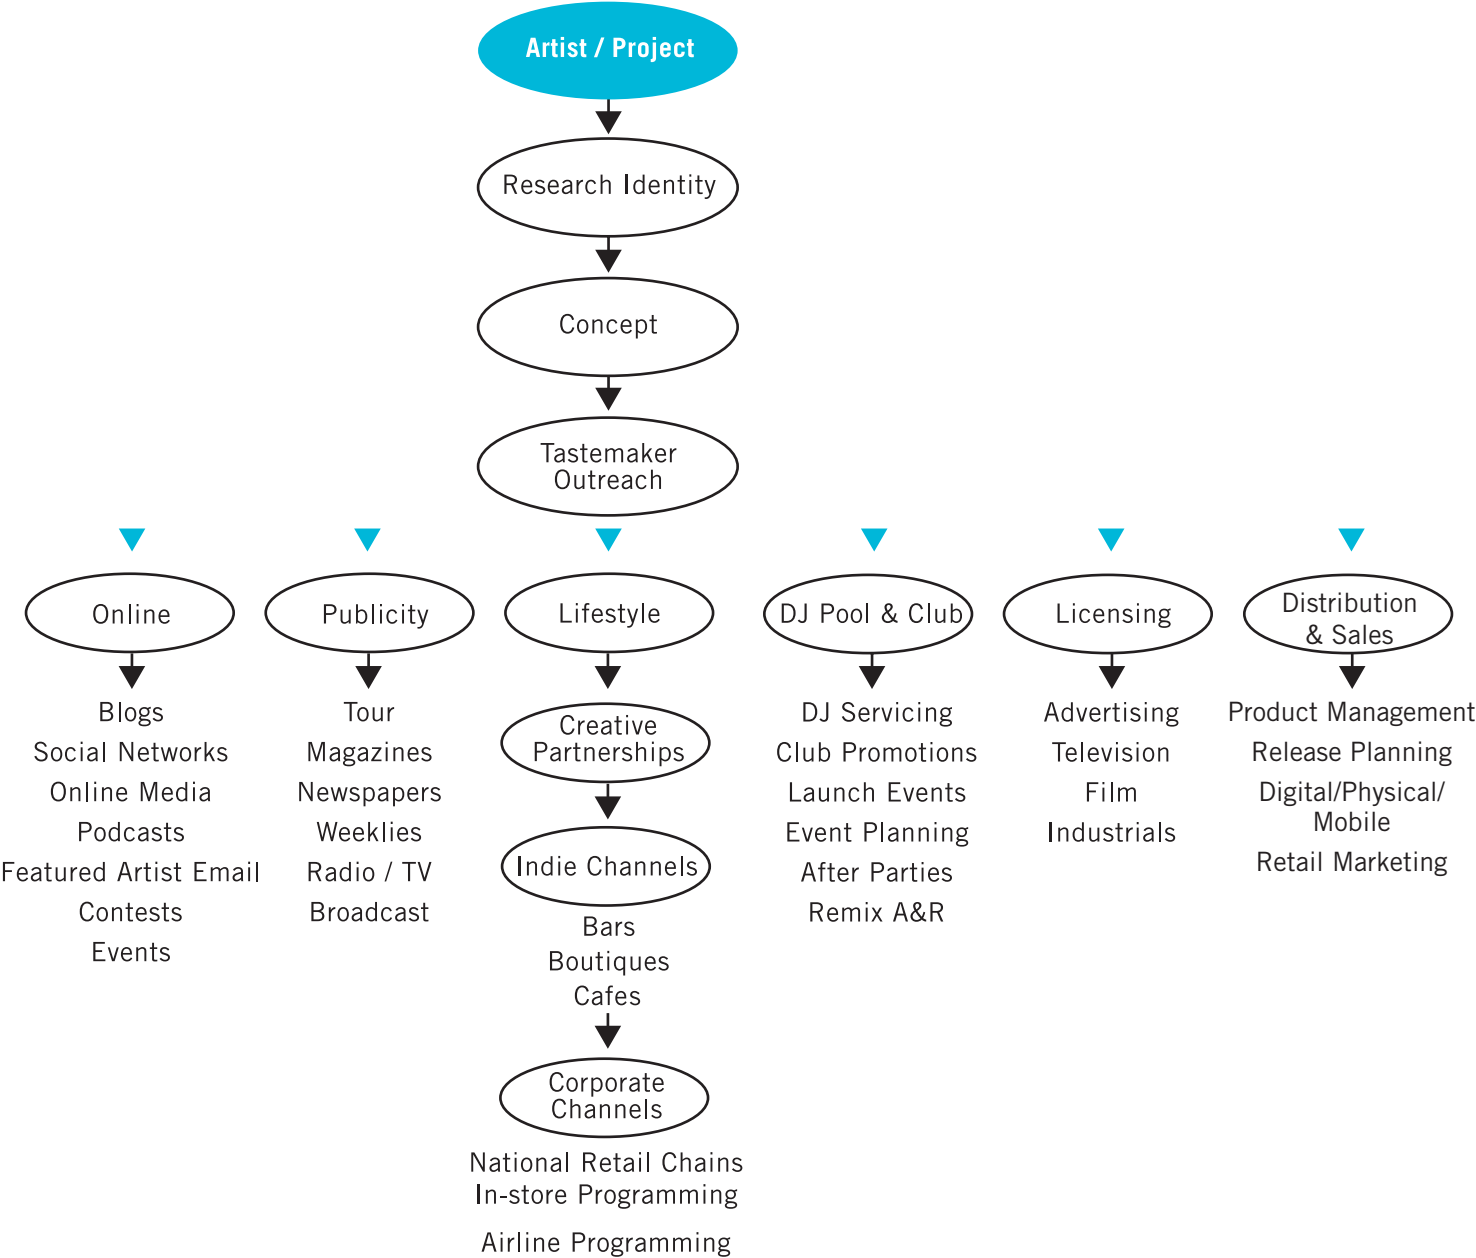 Artist / Project
Research Identity
Concept
Tastemaker
Outreach
Online
Blogs
Social Networks
Online Media
Podcasts
Featured Artist Email
Contests
Events
Publicity
Tour
Magazines
Newspapers
Weeklies
Radio / TV
Broadcast
Lifestyle
Creative
Partnerships
Indie Channels
Bars
Boutiques
Cafes
Corporate
Channels
National Retail Chains
In-store Programming
Airline Programming
DJ Pool & Club
DJ Servicing
Club Promotions
Launch Events
Event Planning
After Parties
Remix A&R
Licensing
Advertising
Television
Film
Industrials
Distribution
& Sales
Product Management
Release Planning
Digital/Physical/
Mobile
Retail Marketing